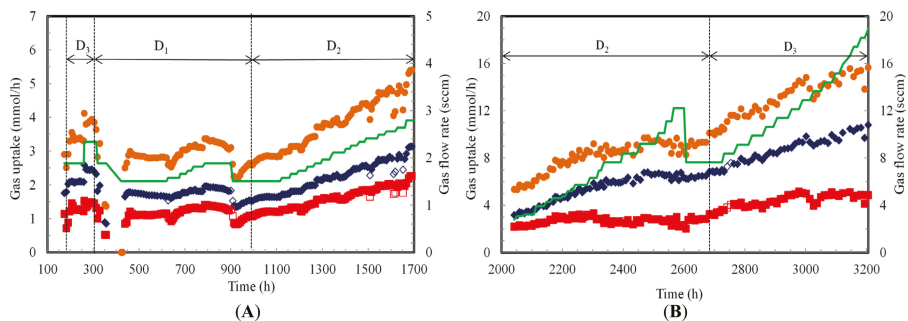 7
6
5
4
3
2
1
0
Gas uptake (mmol/h)
D3
D1
D2
5
4
3
2
1
0
Gas flow rate (sccm)
100 300 500 700 900 1100 1300 1500 1700
Time (h)
(A)
20
16
12
8
4
0
Gas uptake (mmol/h)
D2
D3
20
16
12
8
4
0
Gas flow rate (sccm)
2000 2200 2400 2600 2800 3000 3200
Time (h)
(B)